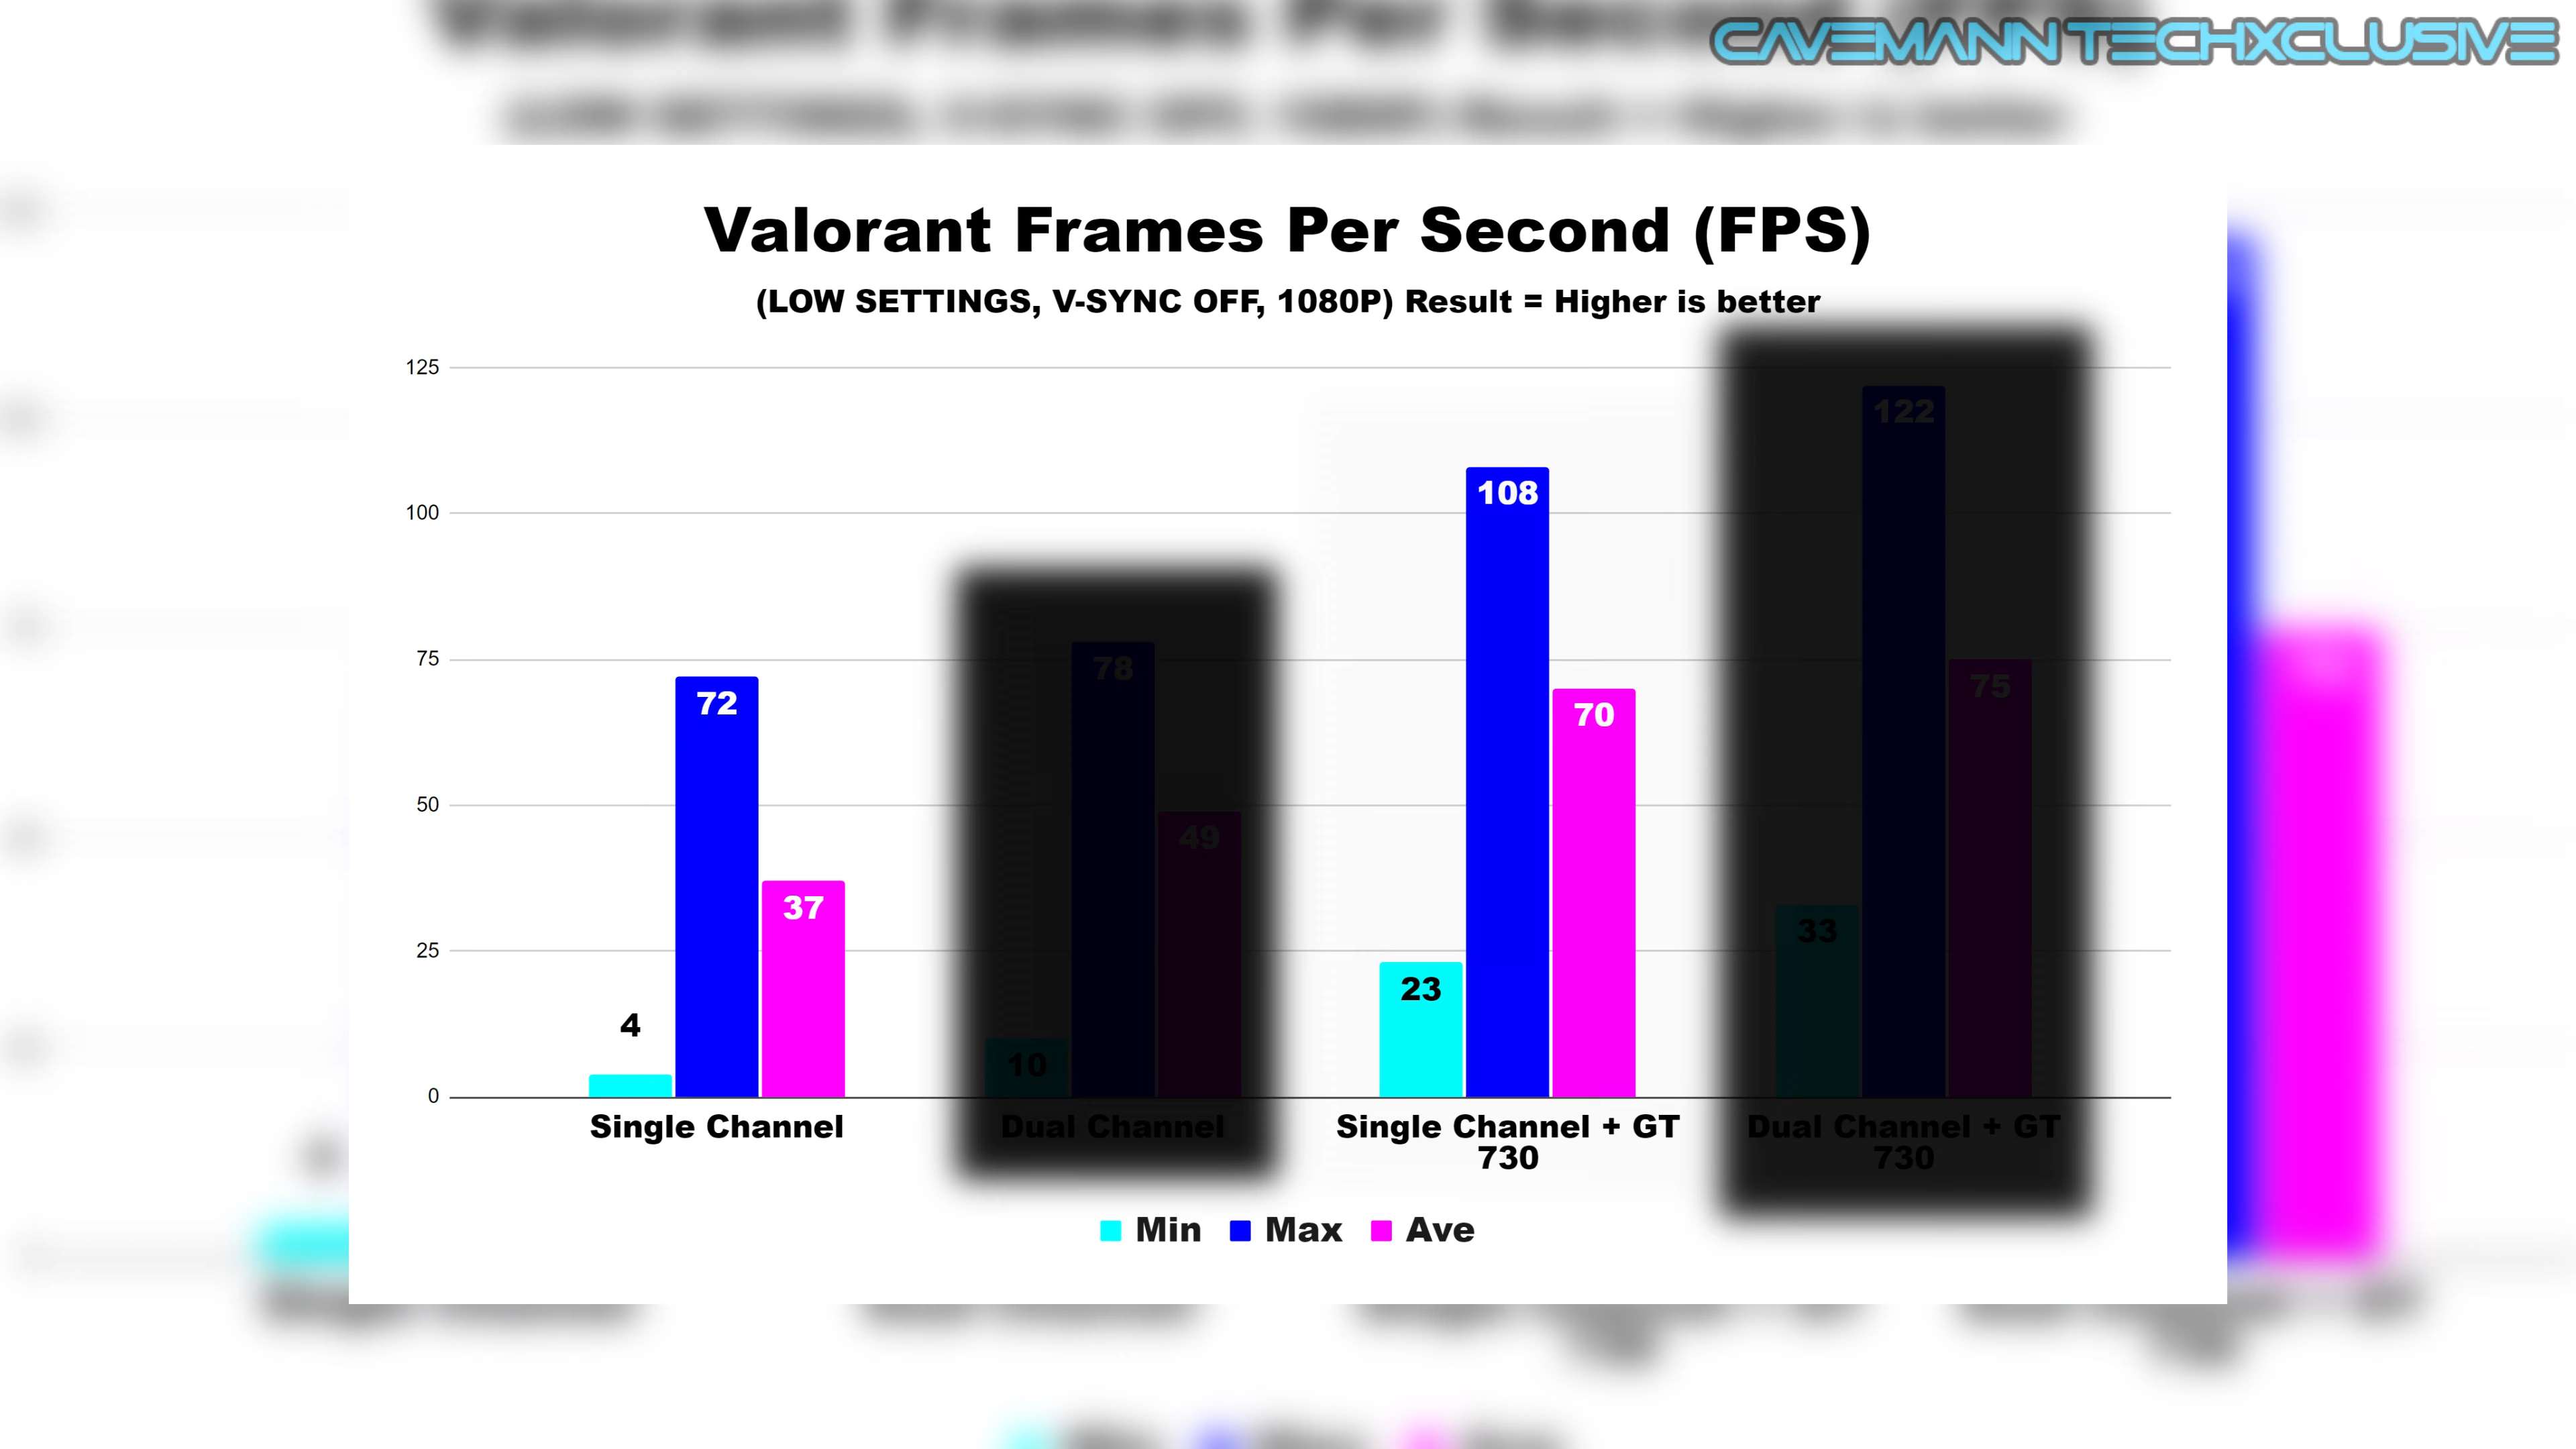 CAVEMANN TECHXCLUSIVE
Valorant Frames Per Second (FPS)
(LOW SETTINGS, V-SYNC OFF, 1080P) Result = Higher is better
125
100
75
50
25
0
4
72
37
10
78
49
23
108
70
33
122
75
Single Channel
Dual Channel
Single Channel + GT
730
Dual Channel + GT
730
Min
Max
Ave